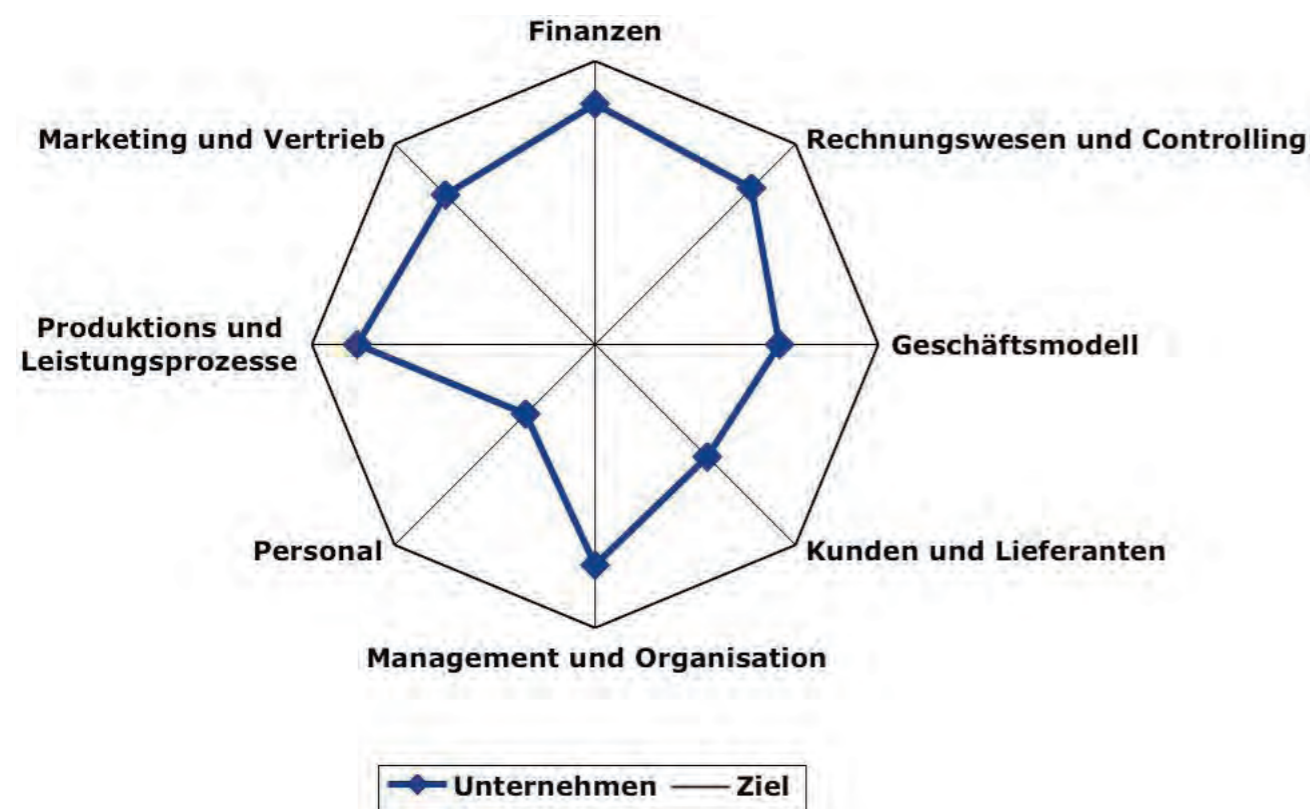 Finanzen
Marketing und Vertrieb
Rechnungswesen und Controlling
Produktions und
Leistungsprozesse
Geschäftsmodell
Personal
Kunden und Lieferanten
Management und Organisation
Unternehmen Ziel